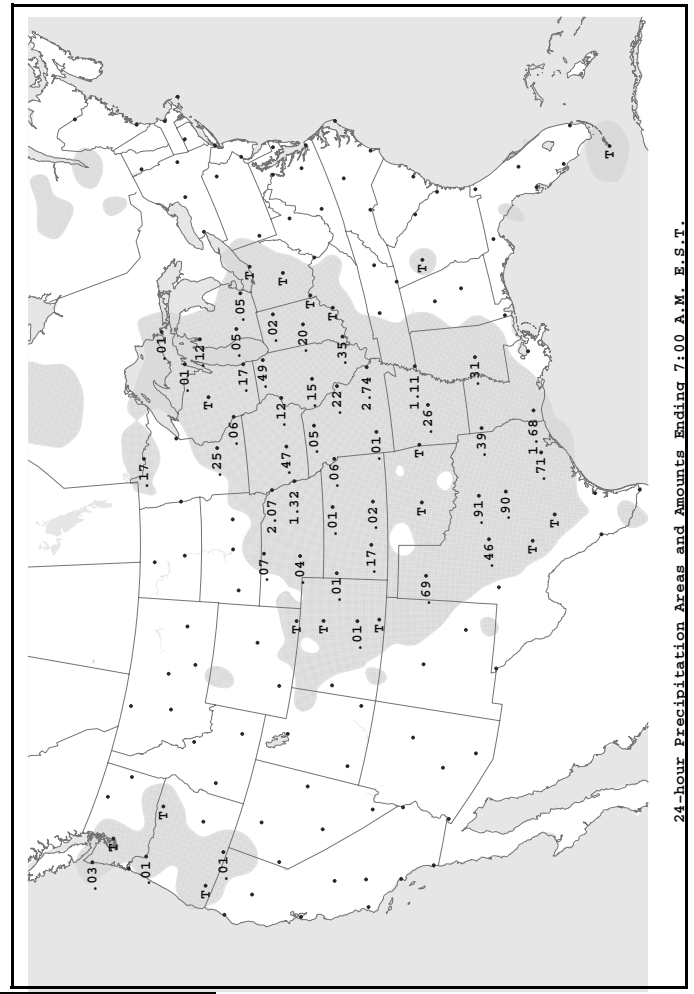 .03
T
.17
.01
.01
T
.01
.12
.01
T
.25
T
.01
.06
.17
.05
.05
T
.07
2.07
.49
.02
T
1.32
.47
.12
T
.04
.20
T
.05
.15
T
T
.01
.06
.22
.35
.01
.01
2.74
.17
.02
.01
T
1.11
T
T
T
.69
.26
.31
.91
.39
.46
.90
T
1.68
.71
T
T
24-hour Precipitation Areas and Amounts Ending 7:00 A.M. E.S.T.